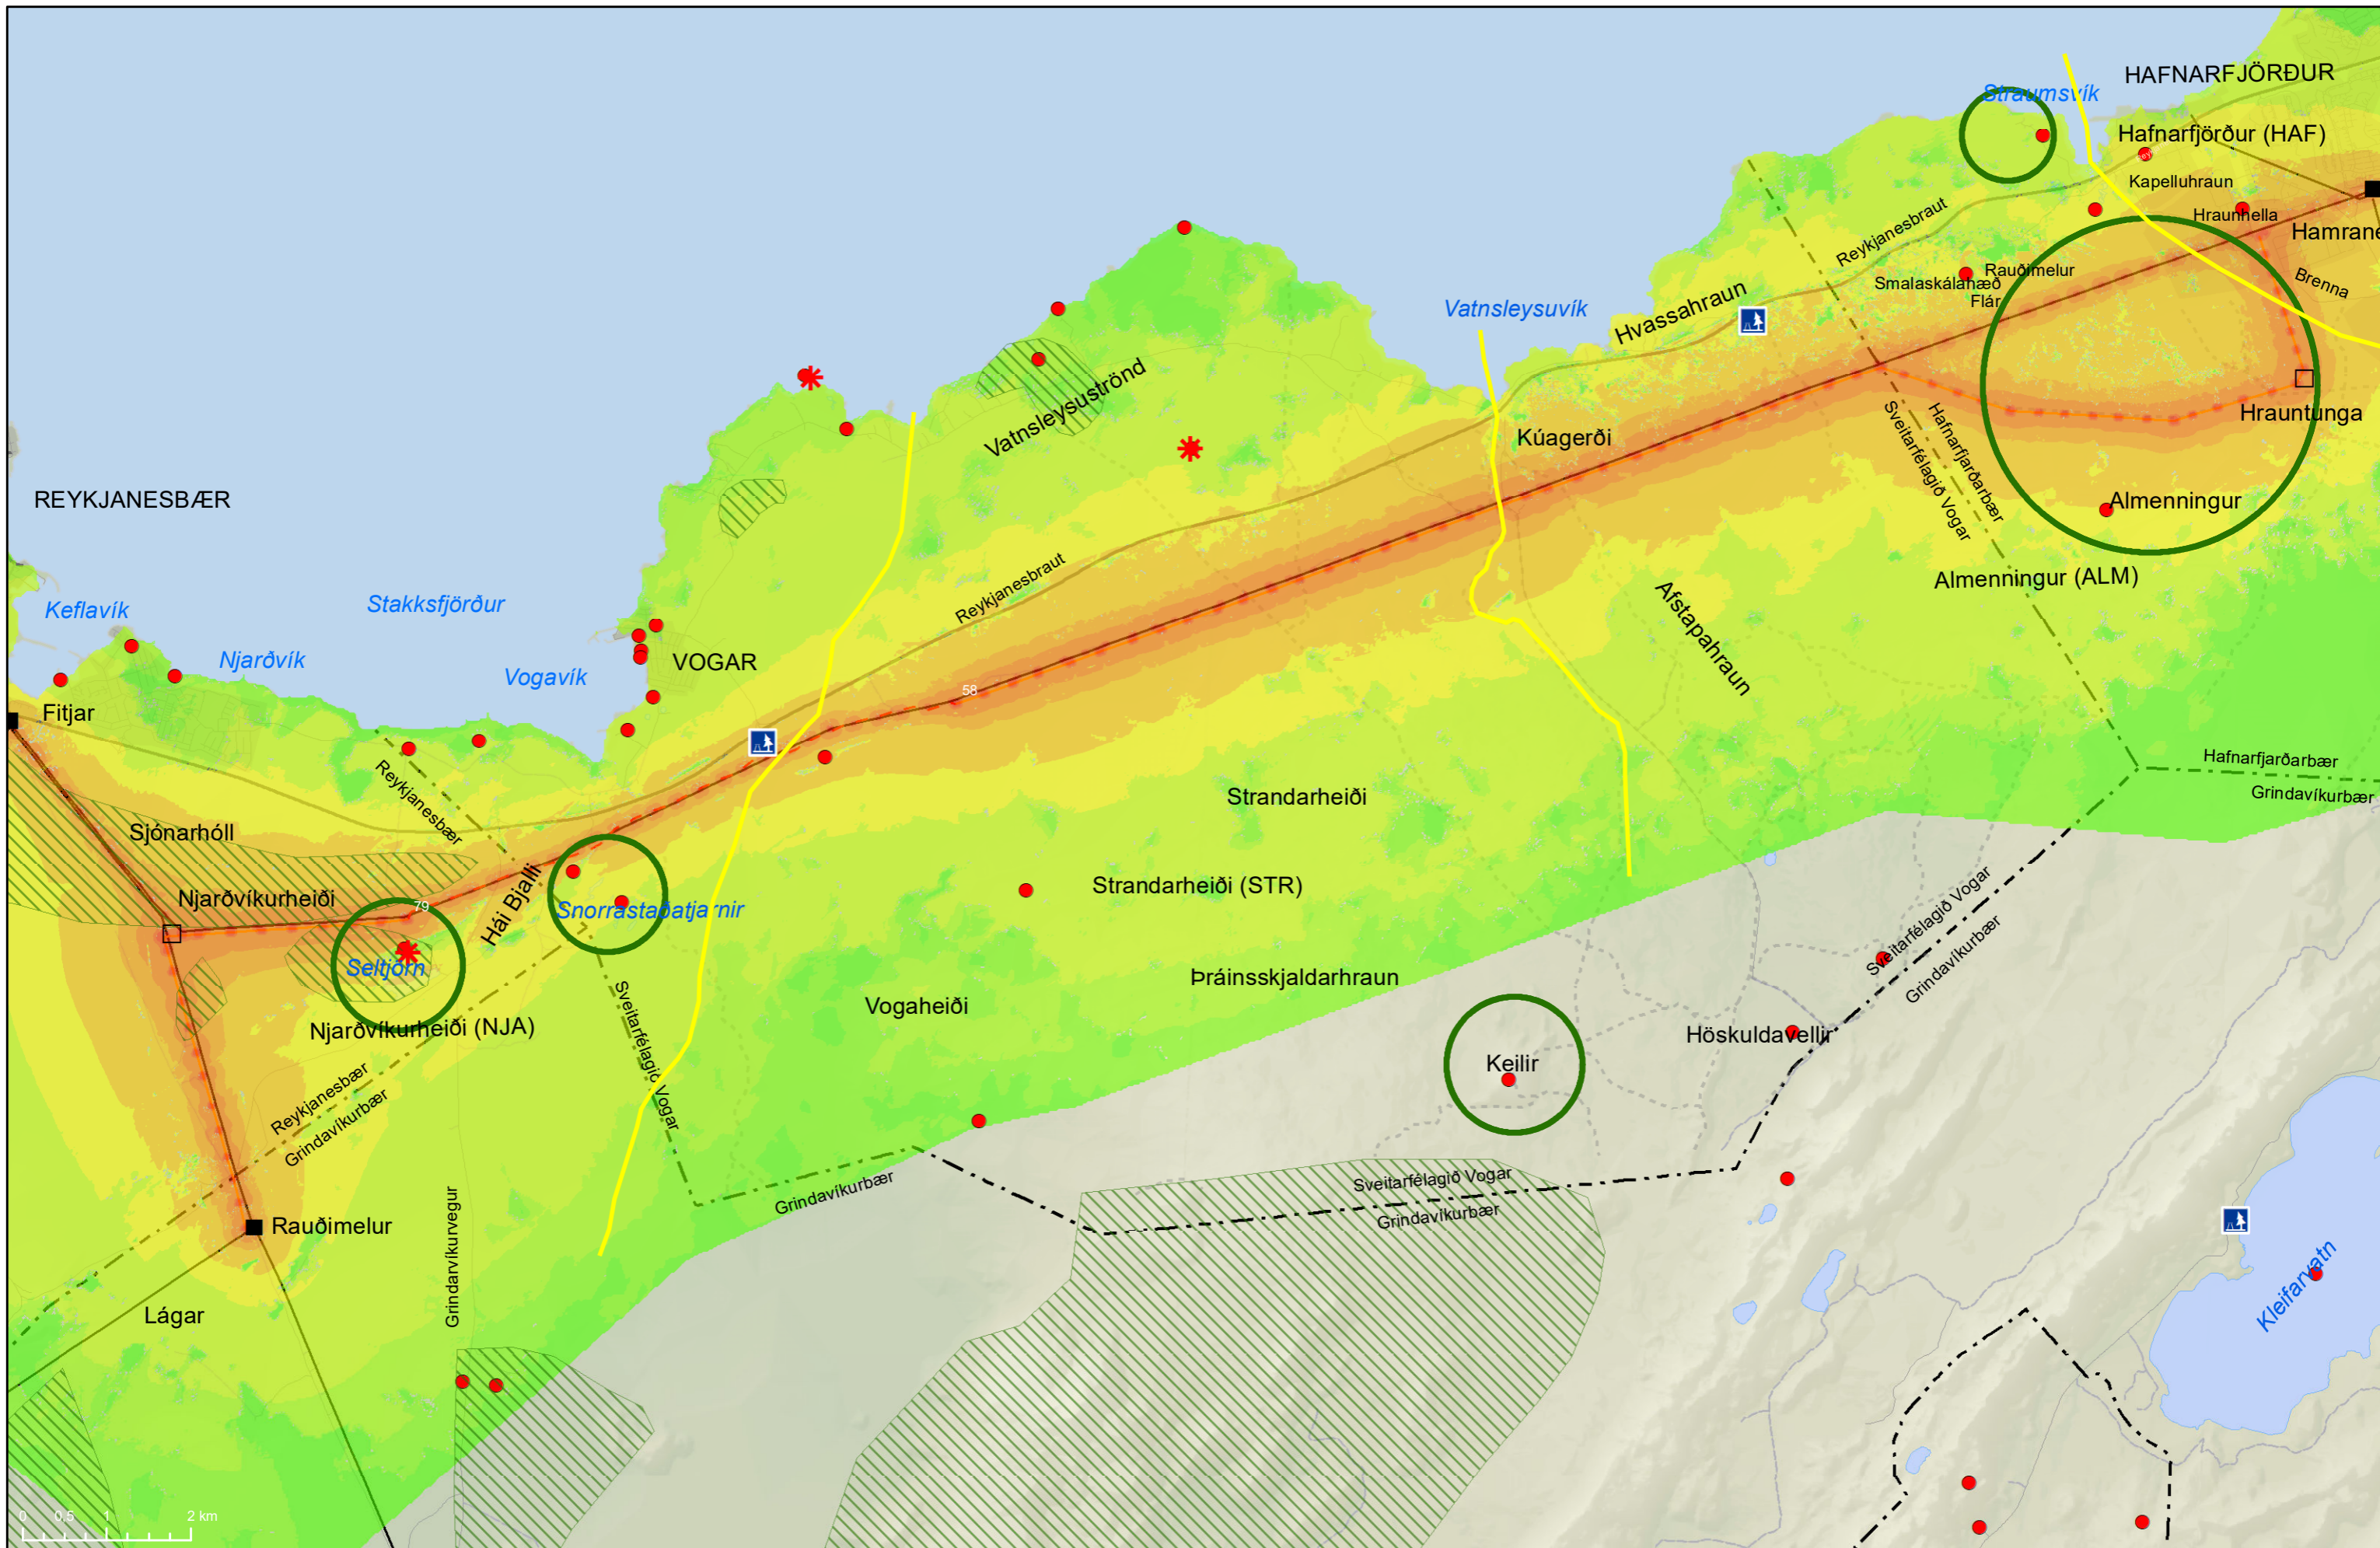 HAFNARFJÖRÐUR
Straumsvík
Hafnarfjörður (HAF)
Kapelluhraun
Hraunhella
Reykjanesbraut
Rauðimelur
Smalaskálahæð
Flár
Brenna
Vatnsleysuvík
Hvassahraun
Vatnsleysuströnd
Hrauntunga
Kúagerði
Sveitarfélagið Vogar
Hafnarfjarðarbær
REYKJANESBÆR
Almenningur
Almenningur (ALM)
Reykjanesbraut
Afstapahraun
Keflavík
Stakksfjörður
Njarðvík
Vogavík
VOGAR
58
Fitjar
Reykjanesbær
Hafnarfjarðarbær
Grindavíkurbær
Strandarheiði
Sjónarhóll
Njarðvíkurheiði
79
Hái Bjalli
Snorrastaðatjarnir
Strandarheiði (STR)
Sveitarfélagið Vogar
Grindavíkurbær
Seltjörn
Þráinsskjaldarhraun
Vogaheiði
Njarðvíkurheiði (NJA)
Sveitarfélagið Vogar
Höskuldavellir
Keilir
Reykjanesbær
Grindavíkurbær
Grindavíkurbær
Sveitarfélagið Vogar
Grindavíkurbær
Rauðimelur
Grindarvíkurvegur
Lágar
Kleifarvatn
0 0,5 1 2 km